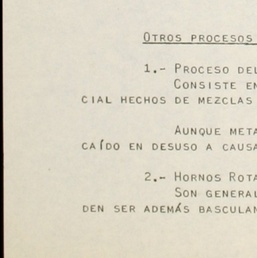 OTROS PROCESOS
1.- PROCESO DEL
CONSISTE EN
CIAL HECHOS DE MEZCLAS
AUNQUE META
CAÍDO EN DESUSO A CAUSA
2.- HORNOS ROTA
SON GENERAL
DEN SER ADEMÁS BASCULAN